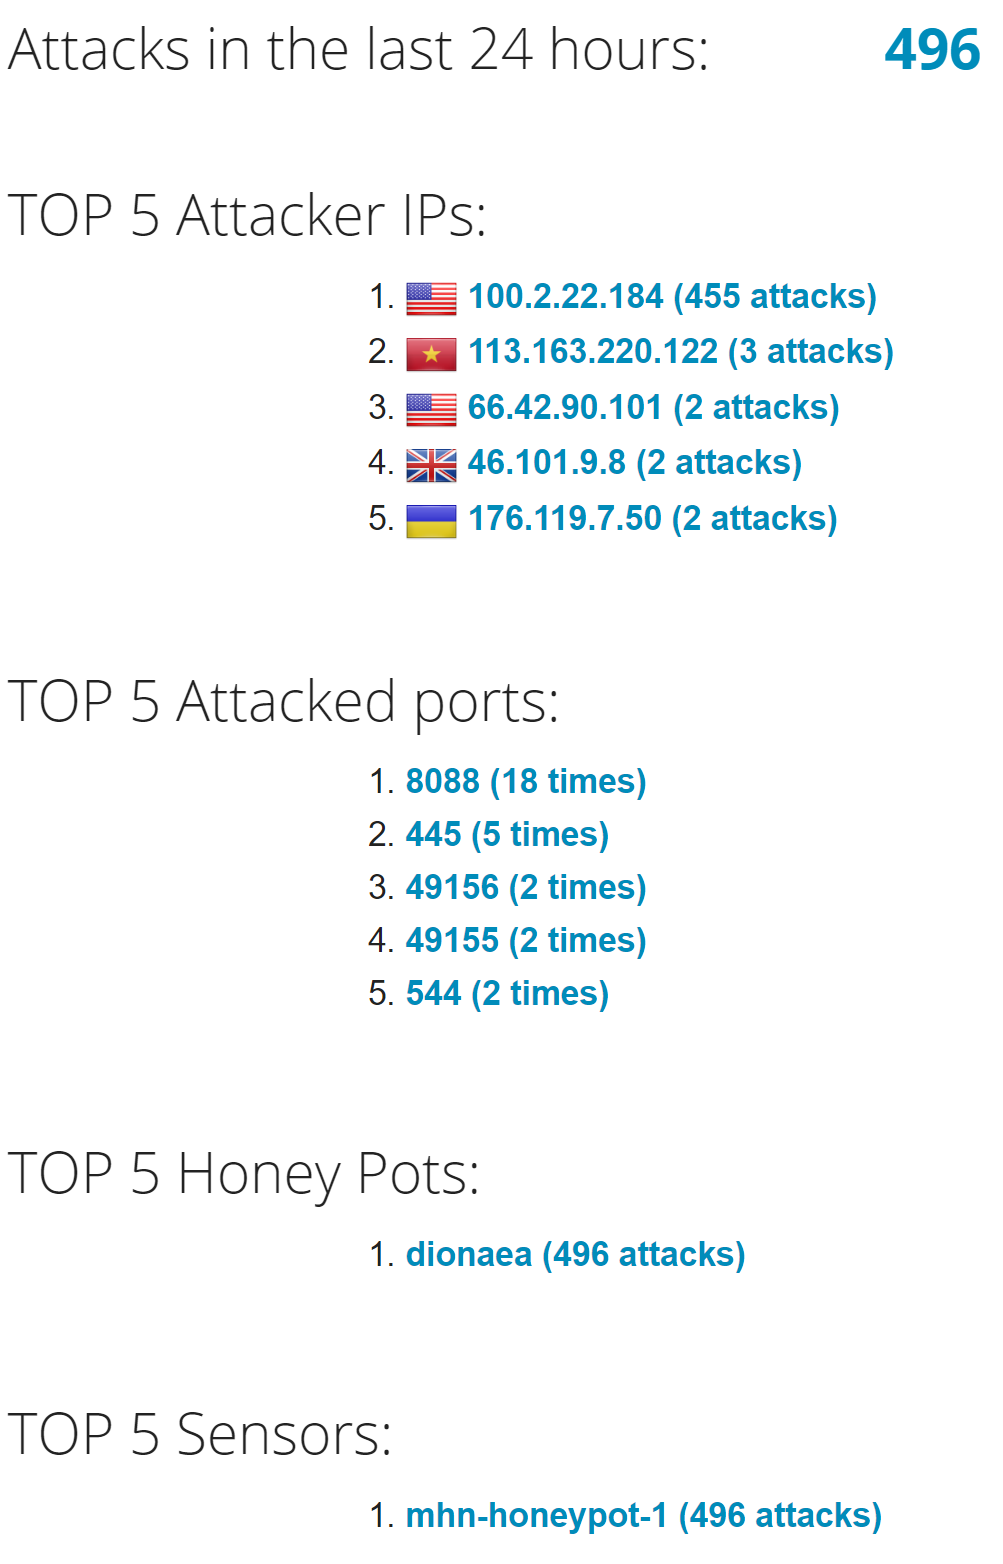 Attacks in the last 24 hours: 496
TOP 5 Attacker IPs:
1. 100.2.22.184 (455 attacks)
2. 113.163.220.122 (3 attacks)
3. 66.42.90.101 (2 attacks)
4. 46.101.9.8 (2 attacks)
5. 176.119.7.50 (2 attacks)
TOP 5 Attacked ports:
1. 8088 (18 times)
2. 445 (5 times)
3. 49156 (2 times)
4. 49155 (2 times)
5. 544 (2 times)
TOP 5 Honey Pots:
1. dionaea (496 attacks)
TOP 5 Sensors:
1. mhn-honeypot-1 (496 attacks)